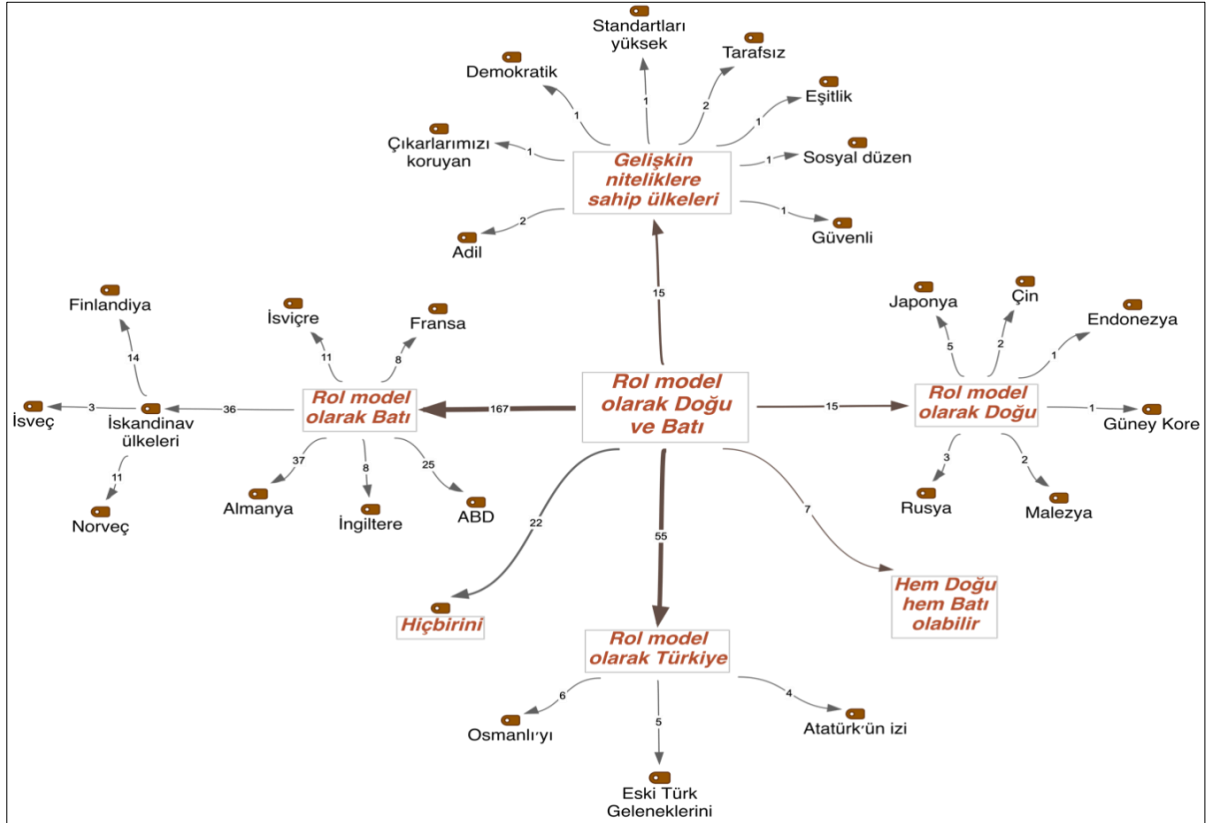 Standartları
yüksek
Tarafsız
Demokratik
Eşitlik
1
2
1
1
Çıkarlarımızı
koruyan
1
Gelişkin
niteliklere
sahip ülkeleri
1
Sosyal düzen
2
1
Adil
Güvenli
15
Finlandiya
İsviçre
Fransa
Japonya
Çin
Endonezya
14
11
8
5
2
1
İsveç
3
İskandinav
ülkeleri
36
Rol model
olarak Batı
167
Rol model
olarak Doğu
ve Batı
15
Rol model
olarak Doğu
1
Güney Kore
11
37
8
25
3
2
Norveç
Almanya
İngiltere
ABD
Rusya
Malezya
22
55
7
Hiçbirini
Hem Doğu
hem Batı
olabilir
Rol model
olarak Türkiye
6
5
4
Osmanlı'yı
Atatürk'ün izi
Eski Türk
Geleneklerini